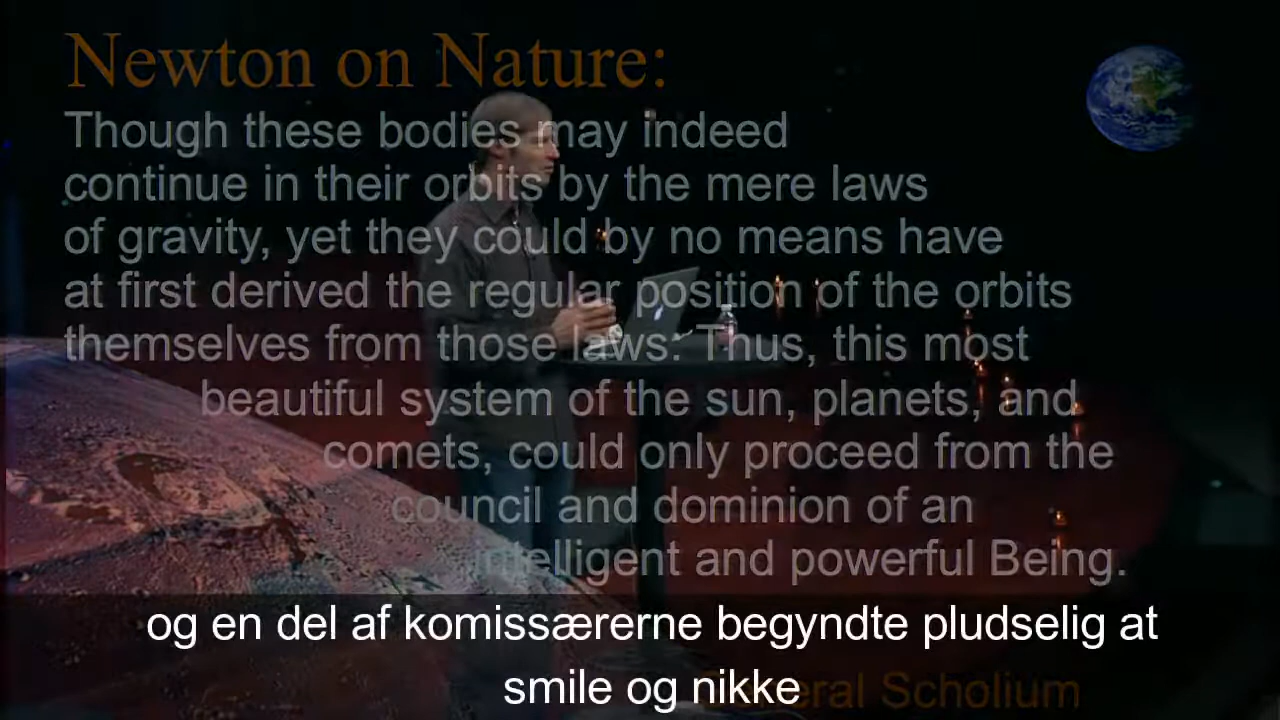 Newton on Nature:
Though these bodies may indeed
continue in their orbits by the mere laws
of gravity, yet they could by no means have
at first derived the regular position of the orbits
themselves from those laws: Thus, this most
beautiful system of the sun, planets, and
comets, could only proceed from the
council and dominion of an
intelligent and powerful Being.
og en del af komissærerne begyndte pludselig at
smile og nikke
Scholium